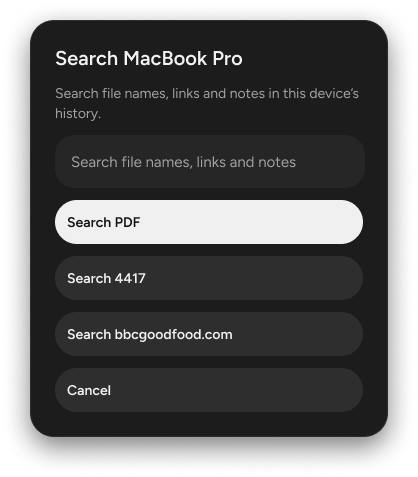 Search MacBook Pro
Search file names, links and notes in this device’s
history.
Search file names, links and notes
Search PDF
Search 4417
Search bbcgoodfood.com
Cancel